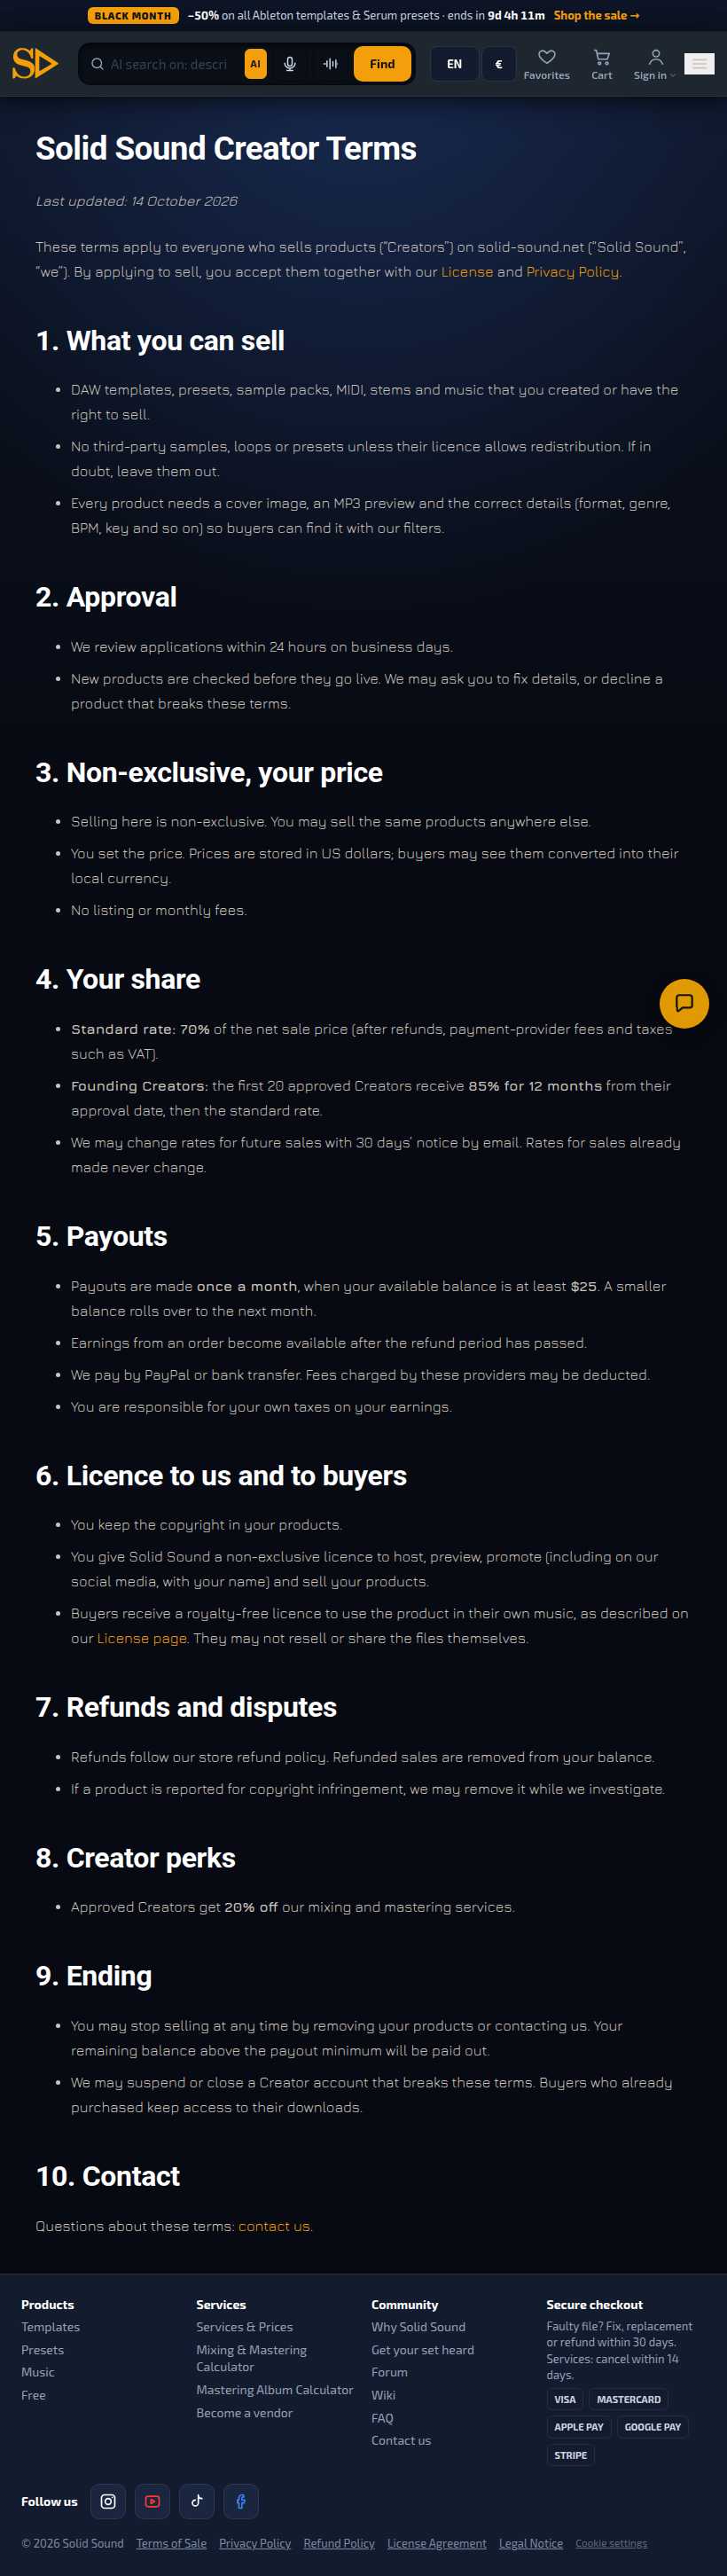 BLACK MONTH −50% on all Ableton templates & Serum presets · ends in 9d 4h 11m Shop the sale →
SD AI search on: descri AI Find EN € Favorites Cart Sign in
Solid Sound Creator Terms
Last updated: 14 October 2026
These terms apply to everyone who sells products (“Creators”) on solid-sound.net (“Solid Sound”,
“we”). By applying to sell, you accept them together with our License and Privacy Policy.
1. What you can sell
• DAW templates, presets, sample packs, MIDI, stems and music that you created or have the
right to sell.
• No third-party samples, loops or presets unless their licence allows redistribution. If in
doubt, leave them out.
• Every product needs a cover image, an MP3 preview and the correct details (format, genre,
BPM, key and so on) so buyers can find it with our filters.
2. Approval
• We review applications within 24 hours on business days.
• New products are checked before they go live. We may ask you to fix details, or decline a
product that breaks these terms.
3. Non-exclusive, your price
• Selling here is non-exclusive. You may sell the same products anywhere else.
• You set the price. Prices are stored in US dollars; buyers may see them converted into their
local currency.
• No listing or monthly fees.
4. Your share
• Standard rate: 70% of the net sale price (after refunds, payment-provider fees and taxes
such as VAT).
• Founding Creators: the first 20 approved Creators receive 85% for 12 months from their
approval date, then the standard rate.
• We may change rates for future sales with 30 days’ notice by email. Rates for sales already
made never change.
5. Payouts
• Payouts are made once a month, when your available balance is at least $25. A smaller
balance rolls over to the next month.
• Earnings from an order become available after the refund period has passed.
• We pay by PayPal or bank transfer. Fees charged by these providers may be deducted.
• You are responsible for your own taxes on your earnings.
6. Licence to us and to buyers
• You keep the copyright in your products.
• You give Solid Sound a non-exclusive licence to host, preview, promote (including on our
social media, with your name) and sell your products.
• Buyers receive a royalty-free licence to use the product in their own music, as described on
our License page. They may not resell or share the files themselves.
7. Refunds and disputes
• Refunds follow our store refund policy. Refunded sales are removed from your balance.
• If a product is reported for copyright infringement, we may remove it while we investigate.
8. Creator perks
• Approved Creators get 20% off our mixing and mastering services.
9. Ending
• You may stop selling at any time by removing your products or contacting us. Your
remaining balance above the payout minimum will be paid out.
• We may suspend or close a Creator account that breaks these terms. Buyers who already
purchased keep access to their downloads.
10. Contact
Questions about these terms: contact us.
Products
Templates
Presets
Music
Free
Services
Services & Prices
Mixing & Mastering
Calculator
Mastering Album Calculator
Become a vendor
Community
Why Solid Sound
Get your set heard
Forum
Wiki
FAQ
Contact us
Secure checkout
Faulty file? Fix, replacement
or refund within 30 days.
Services: cancel within 14
days.
VISA MASTERCARD
APPLE PAY GOOGLE PAY
STRIPE
Follow us
© 2026 Solid Sound Terms of Sale Privacy Policy Refund Policy License Agreement Legal Notice Cookie settings